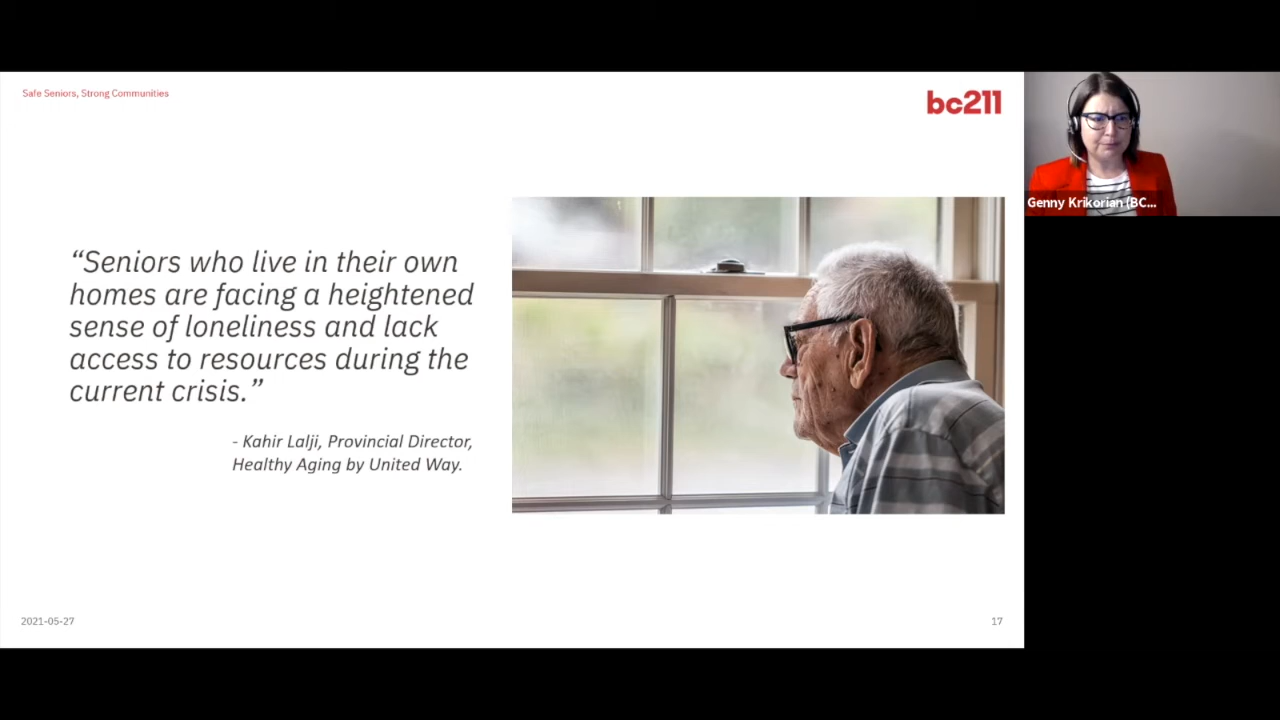 Safe Seniors, Strong Communities
bc211
“Seniors who live in their own
homes are facing a heightened
sense of loneliness and lack
access to resources during the
current crisis.”
- Kahir Lalji, Provincial Director,
Healthy Aging by United Way.
2021-05-27
17
Genny Krikorian (BC...